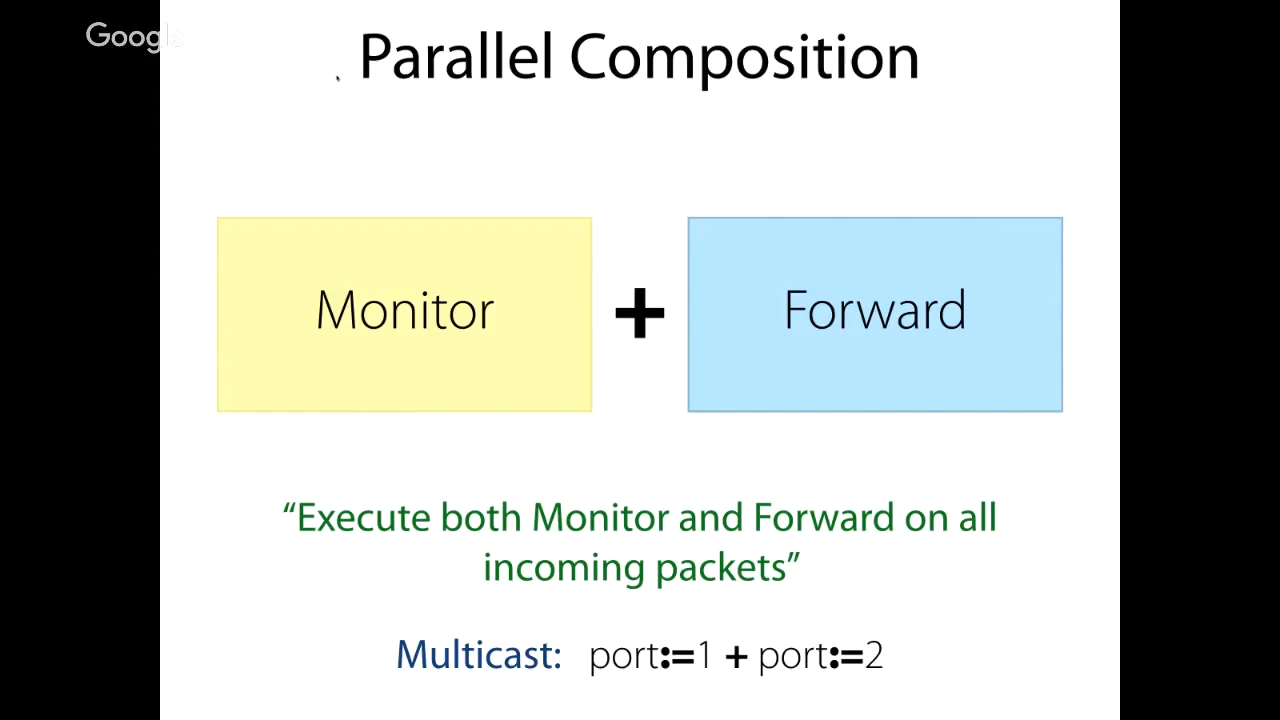 Google
Parallel Composition
Monitor + Forward
“Execute both Monitor and Forward on all
incoming packets”
Multicast: port:=1 + port:=2